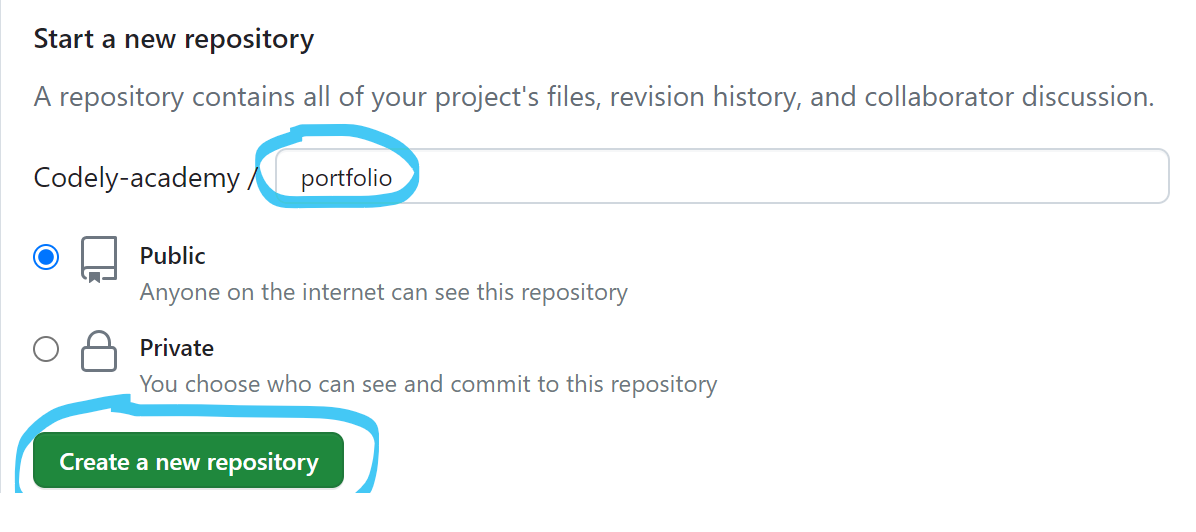 Start a new repository
A repository contains all of your project's files, revision history, and collaborator discussion.
Codely-academy / portfolio
Public
Anyone on the internet can see this repository
Private
You choose who can see and commit to this repository
Create a new repository